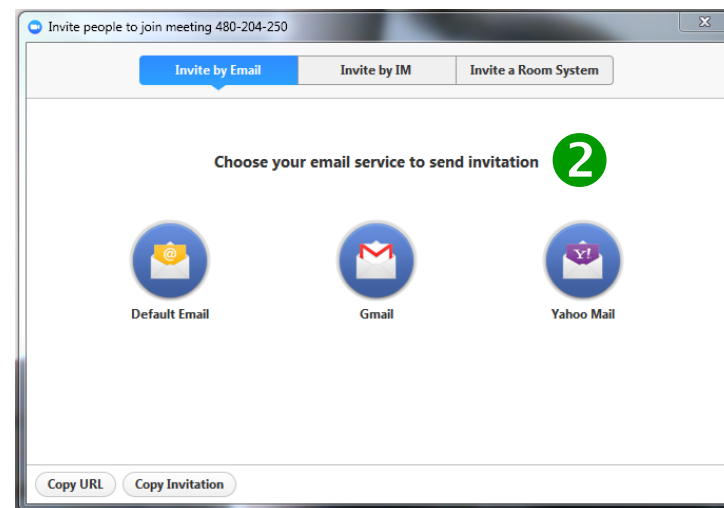 Invite people to join meeting 480-204-250
X
Invite by Email Invite by IM Invite a Room System
Choose your email service to send invitation 2
@ Y!
Default Email Gmail Yahoo Mail
Copy URL Copy Invitation